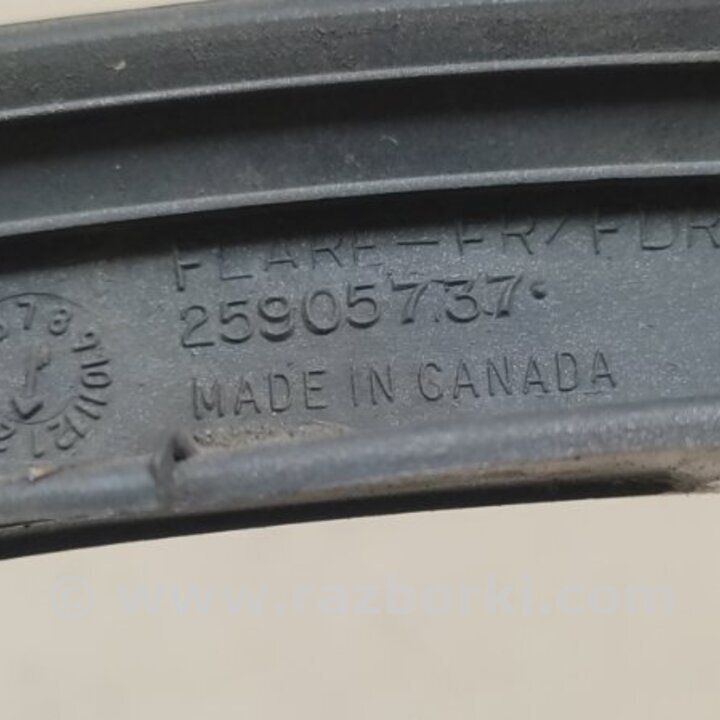 FLARE-FR/FDR
25905737
MADE IN CANADA
© www.razborki.com